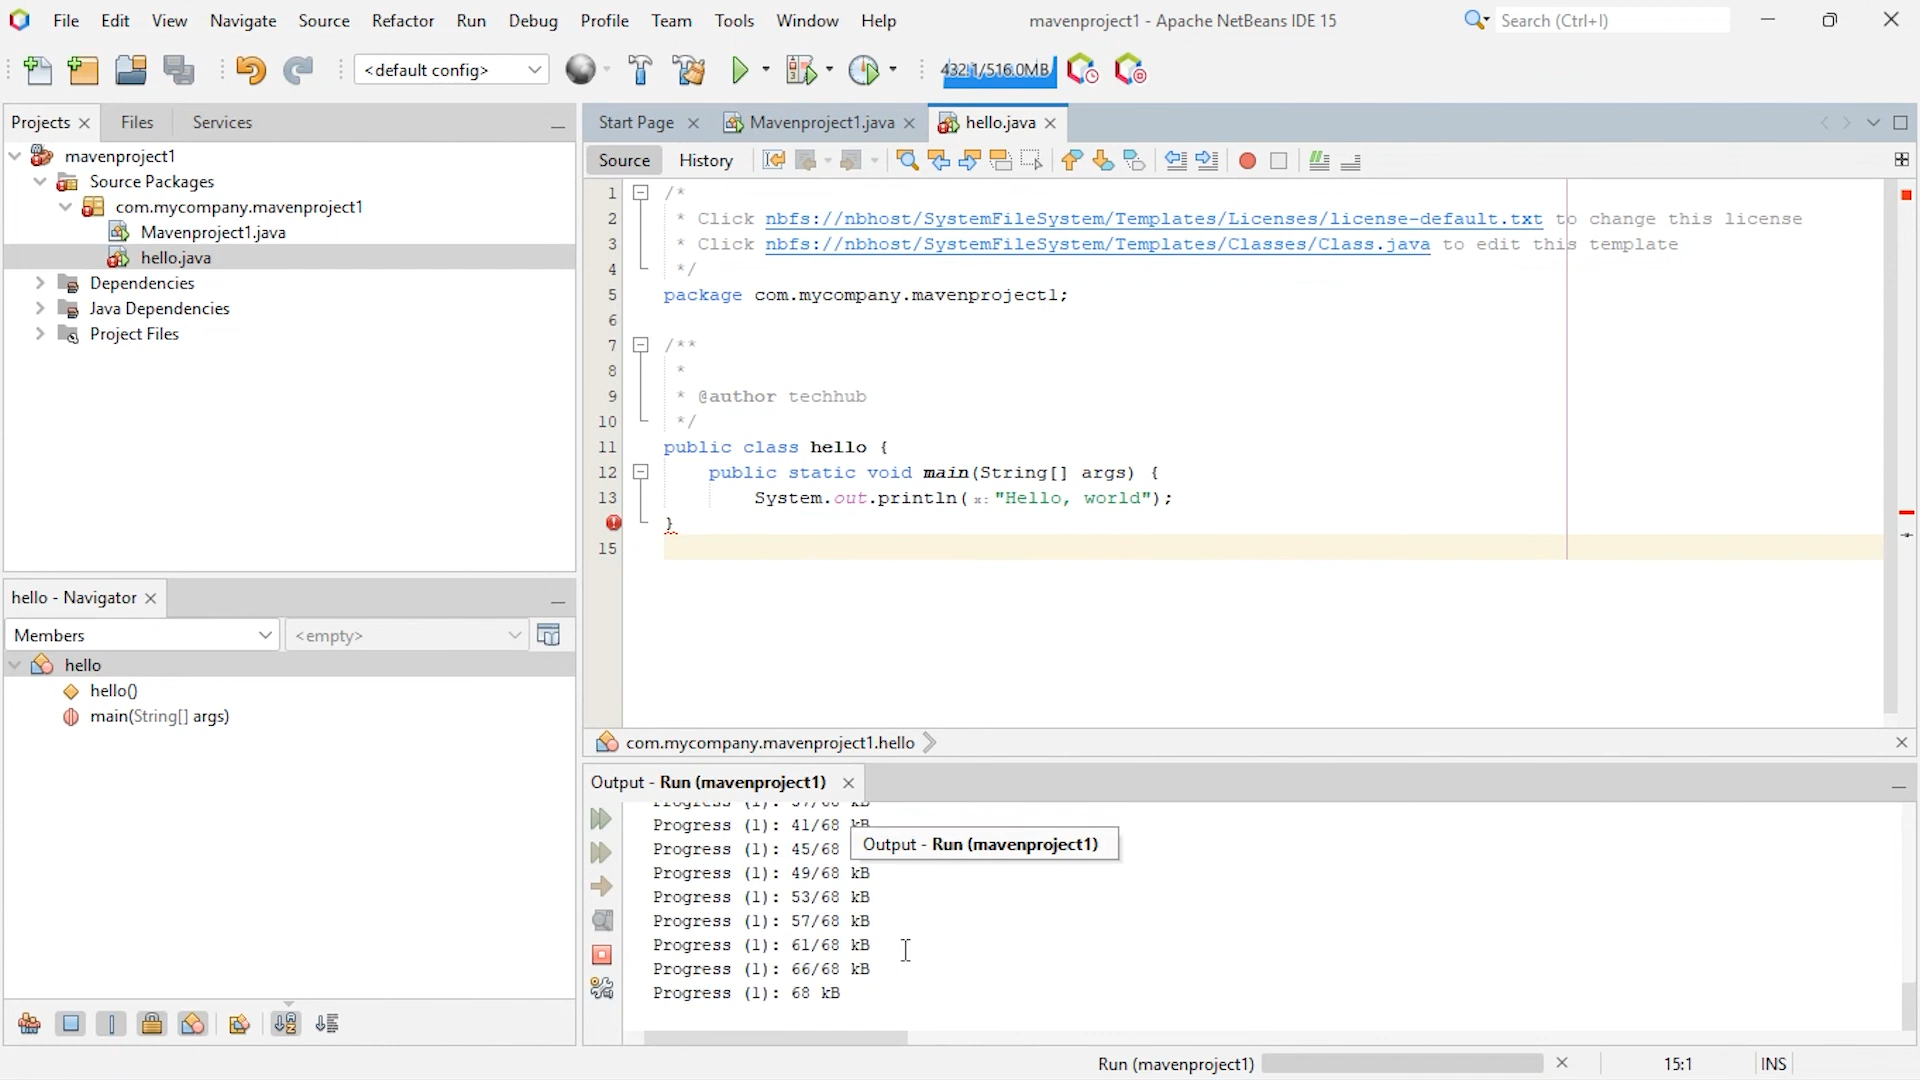 File Edit View Navigate Source Refactor Run Debug Profile Team Tools Window Help mavenproject1 - Apache NetBeans IDE 15 Search (Ctrl+I)
<default config> 432.1/516.0MB
Projects Files Services
mavenproject1
Source Packages
com.mycompany.mavenproject1
Mavenproject1.java
hello.java
Dependencies
Java Dependencies
Project Files
hello - Navigator
Members <empty>
hello
hello()
main(String[] args)
Start Page Mavenproject1.java hello.java
Source History
1 /*
2 * Click nbfs://nbhost/SystemFileSystem/Templates/Licenses/license-default.txt to change this license
3 * Click nbfs://nbhost/SystemFileSystem/Templates/Classes/Class.java to edit this template
4 */
5 package com.mycompany.mavenproject1;
6
7 /**
8 *
9 * @author techhub
10 */
11 public class hello {
12 public static void main(String[] args) {
13 System.out.println( x: "Hello, world");
}
15
com.mycompany.mavenproject1.hello
Output - Run (mavenproject1)
Progress (1): 41/68 kB
Output - Run (mavenproject1)
Progress (1): 45/68
Progress (1): 49/68 kB
Progress (1): 53/68 kB
Progress (1): 57/68 kB
Progress (1): 61/68 kB
Progress (1): 66/68 kB
Progress (1): 68 kB
Run (mavenproject1) 15:1 INS